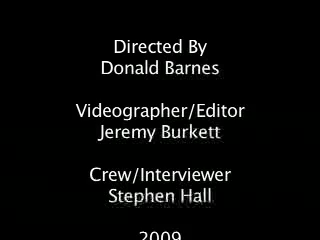 Directed By
Donald Barnes
Videographer/Editor
Jeremy Burkett
Crew/Interviewer
Stephen Hall
2009